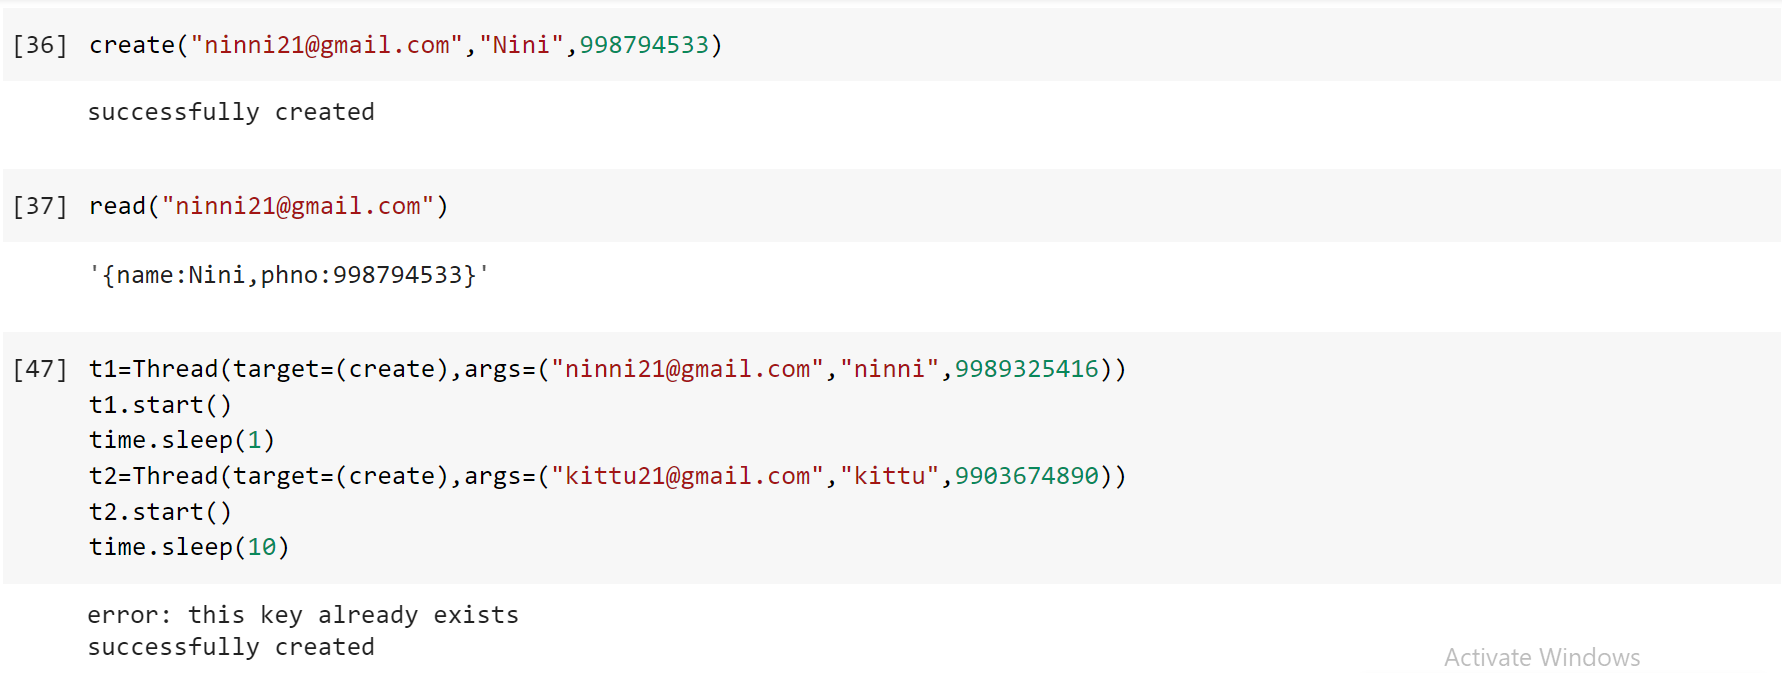 [36] create("ninni21@gmail.com","Nini",998794533)
successfully created
[37] read("ninni21@gmail.com")
'{name:Nini,phno:998794533}'
[47] t1=Thread(target=(create),args=("ninni21@gmail.com","ninni",9989325416))
t1.start()
time.sleep(1)
t2=Thread(target=(create),args=("kittu21@gmail.com","kittu",9903674890))
t2.start()
time.sleep(10)
error: this key already exists
successfully created
Activate Windows